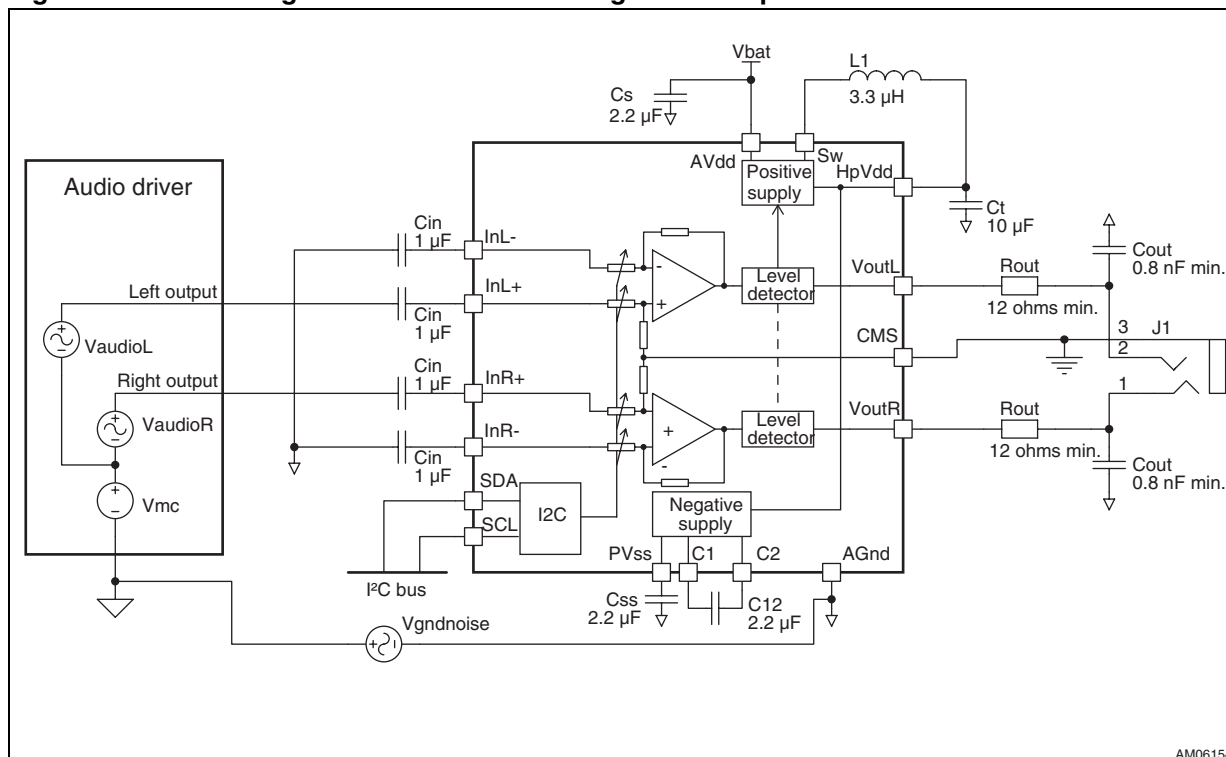 Vbat
L1
3.3 µH
Cs
2.2 µF
AVdd
Sw
Positive
supply
HpVdd
Ct
10 µF
Audio driver
Cin
1 µF
InL-
-
Level
detector
VoutL
Rout
12 ohms min.
Cout
0.8 nF min.
Left output
InL+
+
Cin
1 µF
VaudioL
+
-
CMS
3
J1
2
1
Right output
Cin
1 µF
InR+
VaudioR
+
-
+
-
Level
detector
VoutR
Rout
12 ohms min.
Cout
0.8 nF min.
InR-
Cin
1 µF
Vmc
+
-
SDA
SCL
I2C
Negative
supply
I²C bus
PVss
C1
C2
AGnd
Css
2.2 µF
C12
2.2 µF
Vgndnoise
+
-